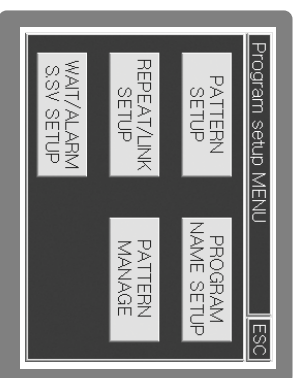 Program setup MENU
ESC
PATTERN
SETUP
PROGRAM
NAME SETUP
REPEAT/LINK
SETUP
PATTERN
MANAGE
WAIT/ALARM
S.SV SETUP